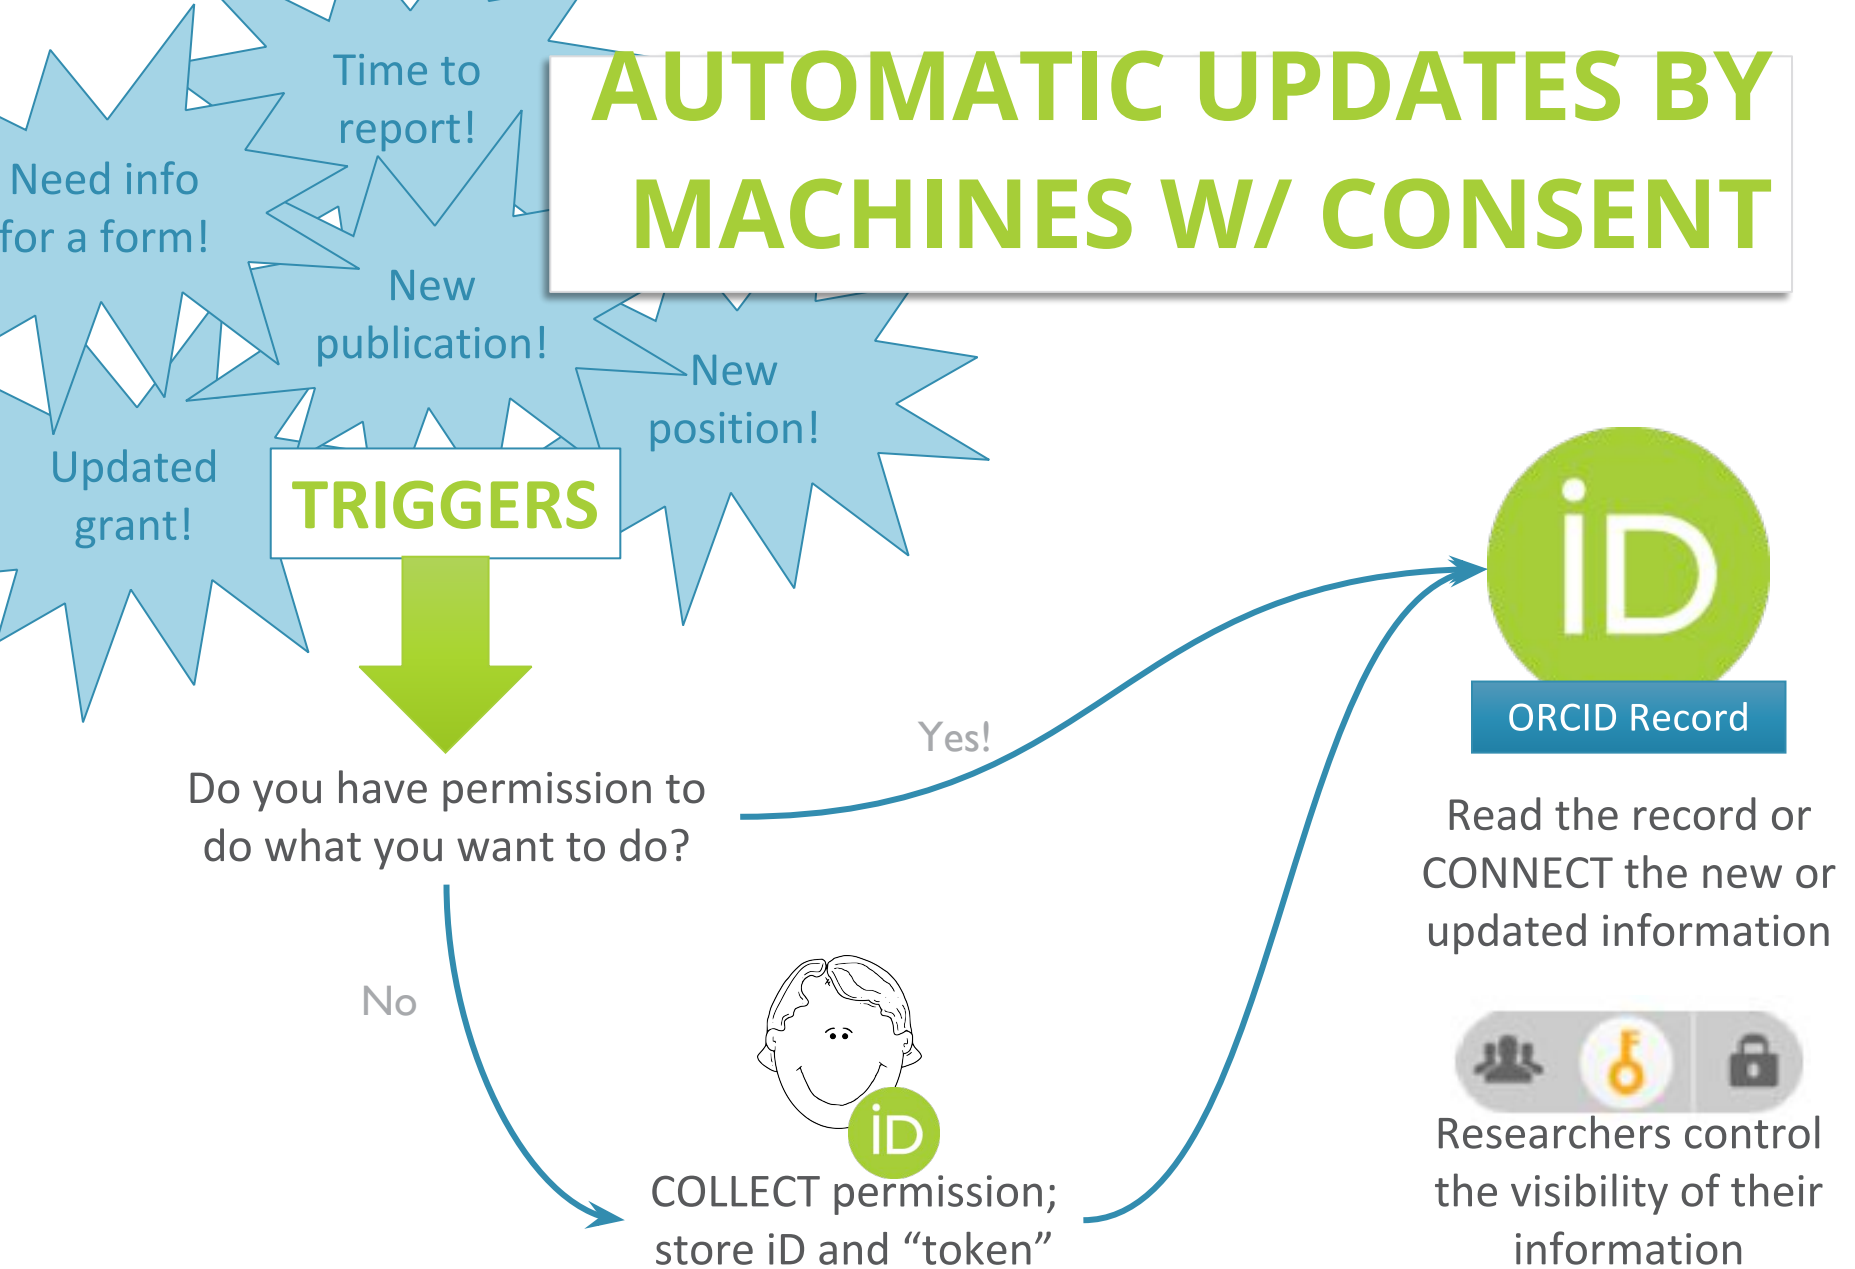 AUTOMATIC UPDATES BY
MACHINES W/ CONSENT
Time to
report!
Need info
for a form!
New
publication!
New
position!
Updated
grant!
TRIGGERS
Do you have permission to
do what you want to do?
Yes!
No
iD
COLLECT permission;
store iD and “token”
iD
ORCID Record
Read the record or
CONNECT the new or
updated information
Researchers control
the visibility of their
information